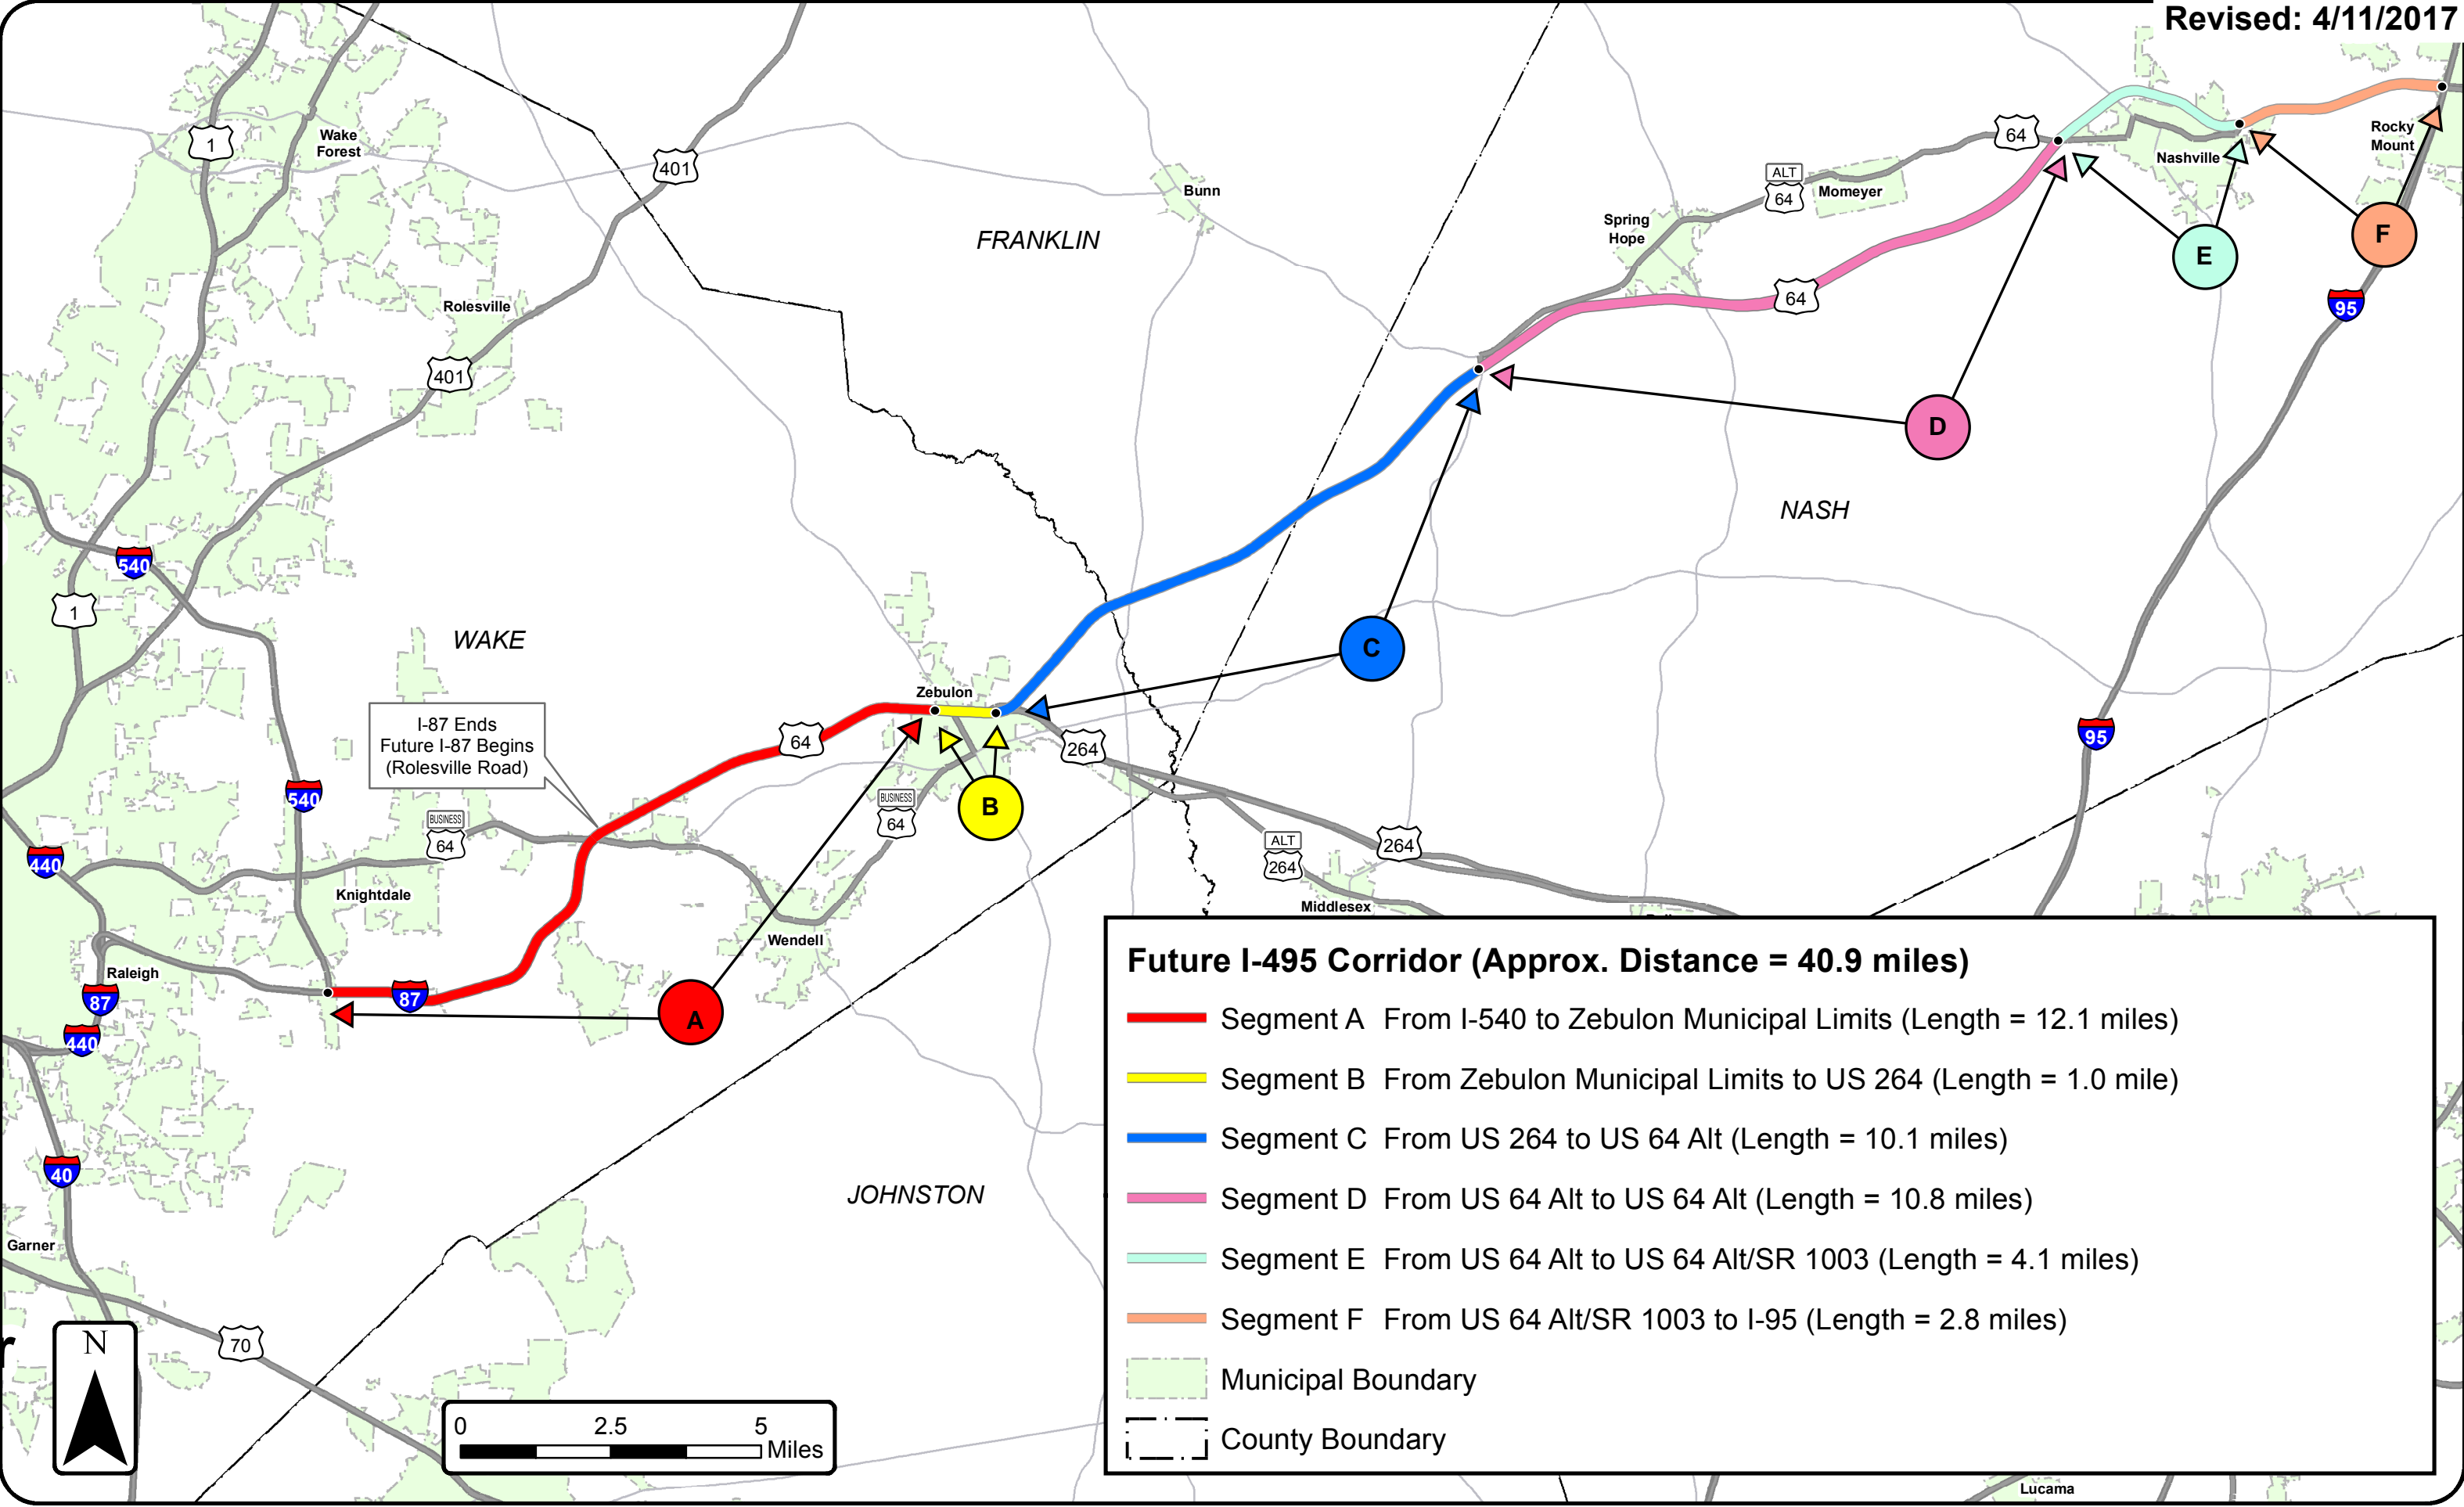 Revised: 4/11/2017
1
Wake
Forest
401
Bunn
FRANKLIN
Rolesville
401
64
ALT
64
Momeyer
Spring
Hope
64
Nashville
Rocky
Mount
E
F
95
D
NASH
540
1
WAKE
C
Zebulon
I-87 Ends
Future I-87 Begins
(Rolesville Road)
64
264
95
540
BUSINESS
64
BUSINESS
64
B
ALT
264
264
440
Knightdale
Middlesex
Wendell
Raleigh
87
87
A
440
40
JOHNSTON
Garner
70
N
0 2.5 5
Miles
Future I-495 Corridor (Approx. Distance = 40.9 miles)
Segment A From I-540 to Zebulon Municipal Limits (Length = 12.1 miles)
Segment B From Zebulon Municipal Limits to US 264 (Length = 1.0 mile)
Segment C From US 264 to US 64 Alt (Length = 10.1 miles)
Segment D From US 64 Alt to US 64 Alt (Length = 10.8 miles)
Segment E From US 64 Alt to US 64 Alt/SR 1003 (Length = 4.1 miles)
Segment F From US 64 Alt/SR 1003 to I-95 (Length = 2.8 miles)
Municipal Boundary
County Boundary
Lucama